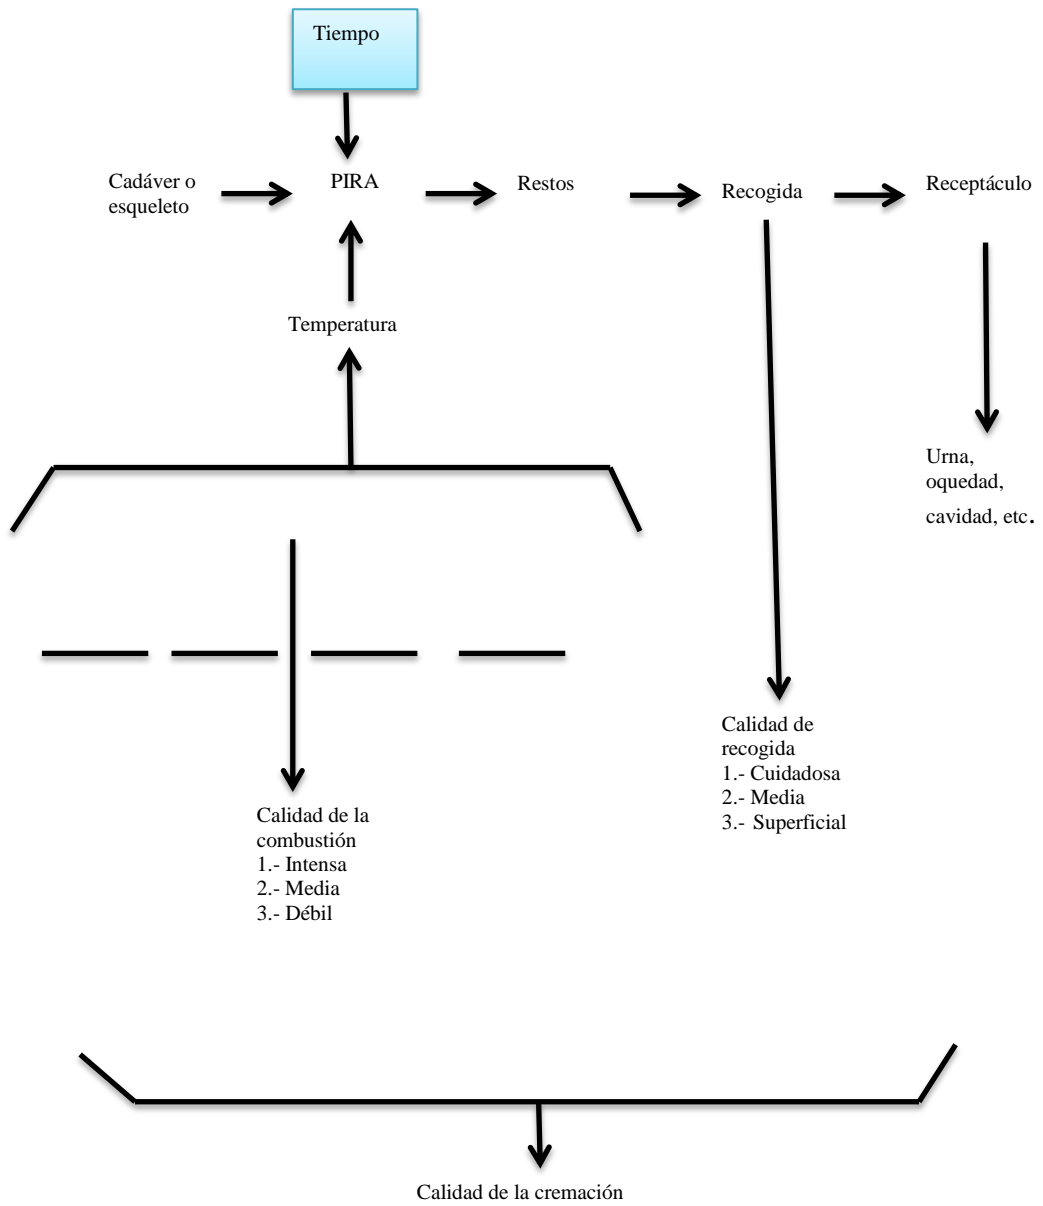 Tiempo
Cadáver o
esqueleto
PIRA
Restos
Recogida
Receptáculo
Temperatura
Urna,
oquedad,
cavidad, etc.
Calidad de
recogida
1.- Cuidadosa
2.- Media
3.- Superficial
Calidad de la
combustión
1.- Intensa
2.- Media
3.- Débil
Calidad de la cremación